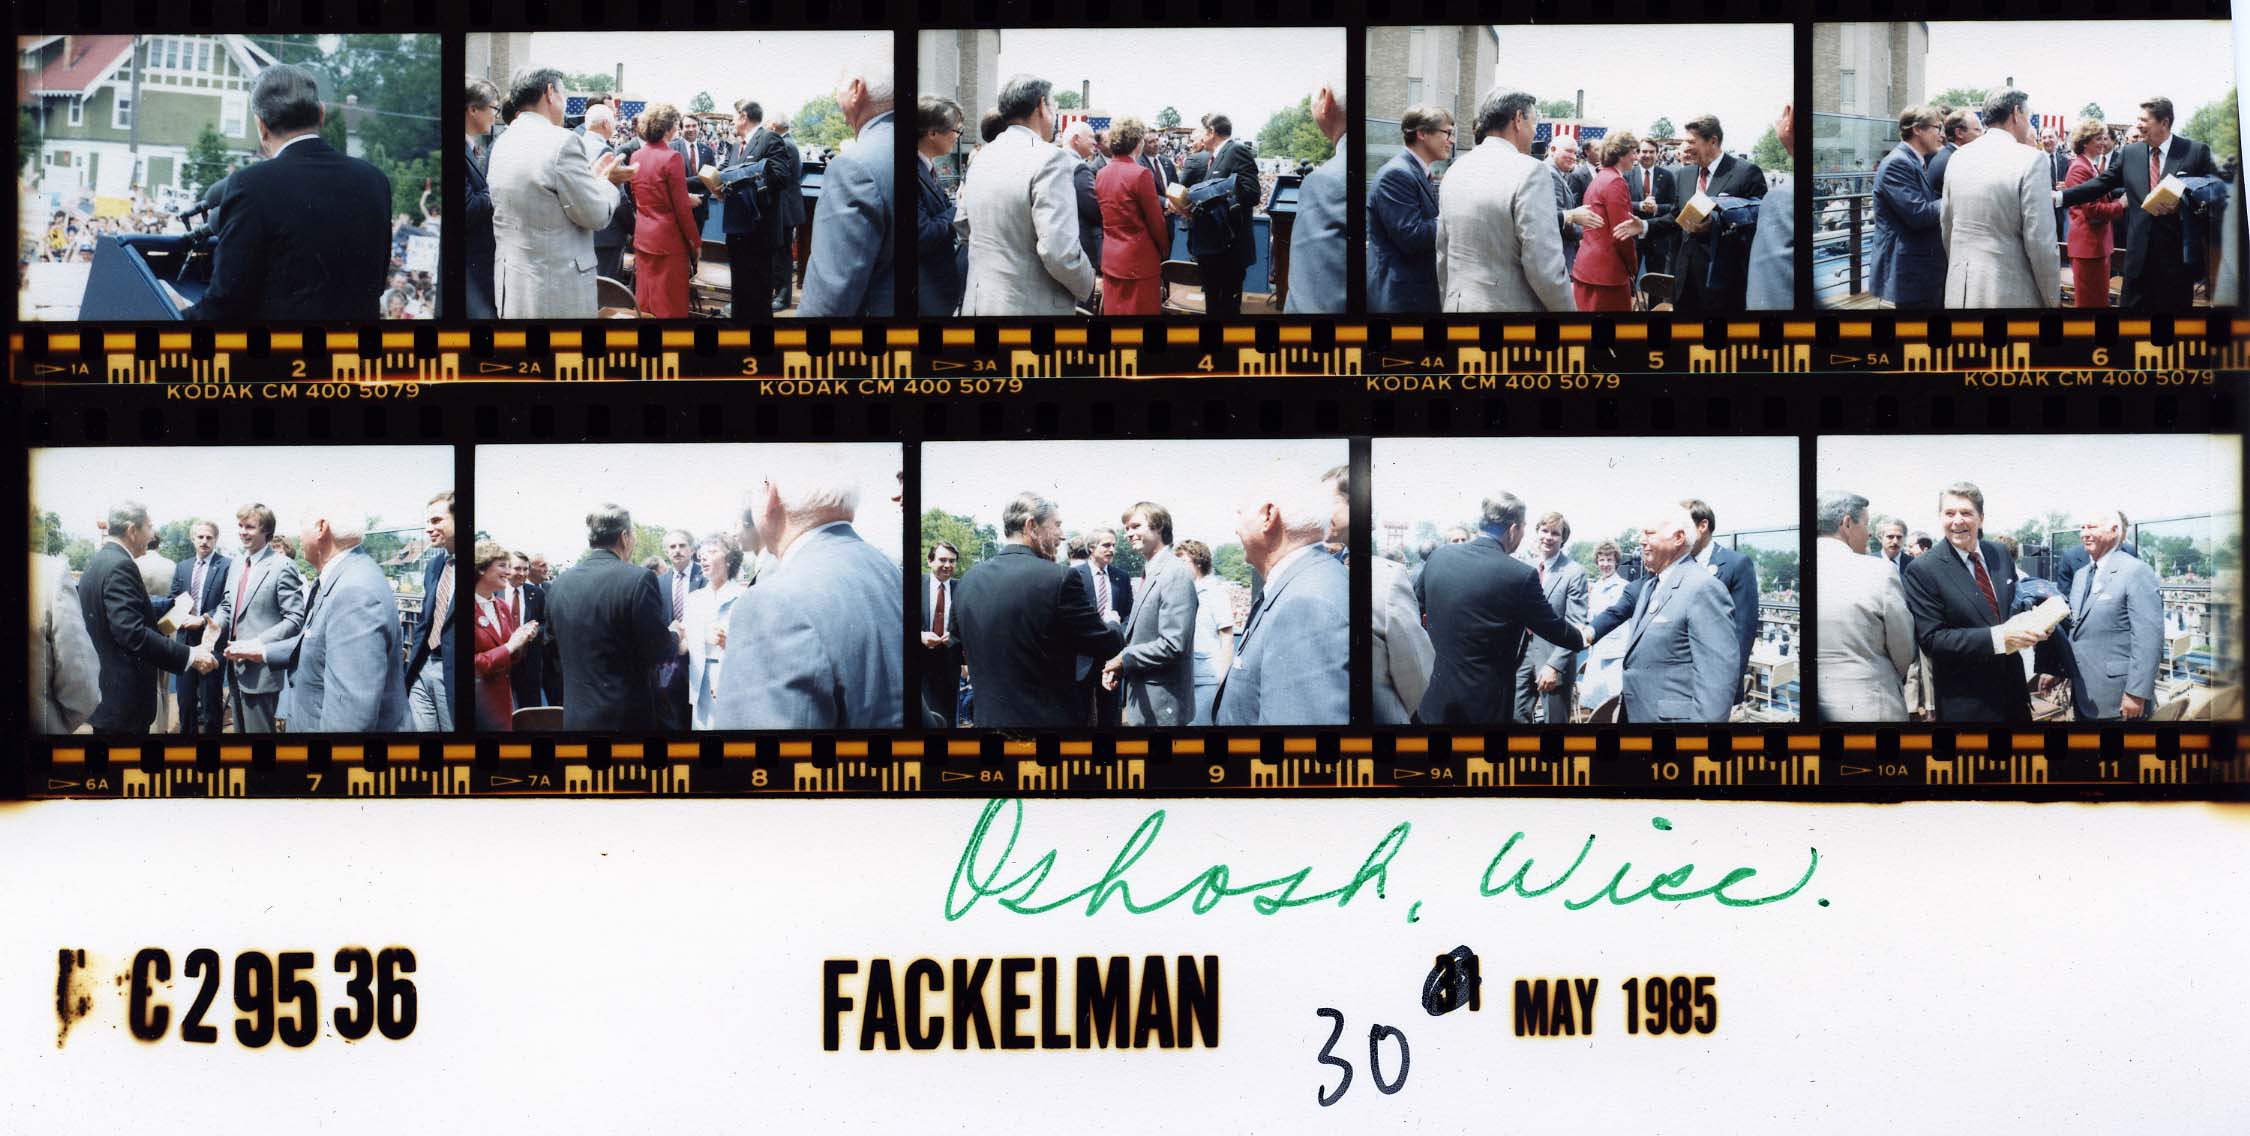 1A 2 2A 3 3A 4 4A 5 5A 6
KODAK CM 400 5079 KODAK CM 400 5079 KODAK CM 400 5079 KODAK CM 400 5079
6A 7 7A 8 8A 9 9A 10 10A 11
Oshosh, Wisc.
C29536 FACKELMAN 30 31 MAY 1985